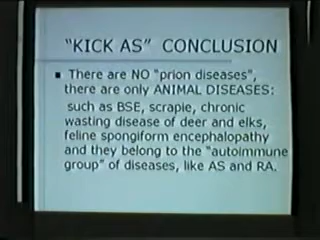 "KICK AS" CONCLUSION
▪ There are NO "prion diseases",
there are only ANIMAL DISEASES:
such as BSE, scrapie, chronic
wasting disease of deer and elks,
feline spongiform encephalopathy
and they belong to the "autoimmune
group" of diseases, like AS and RA.